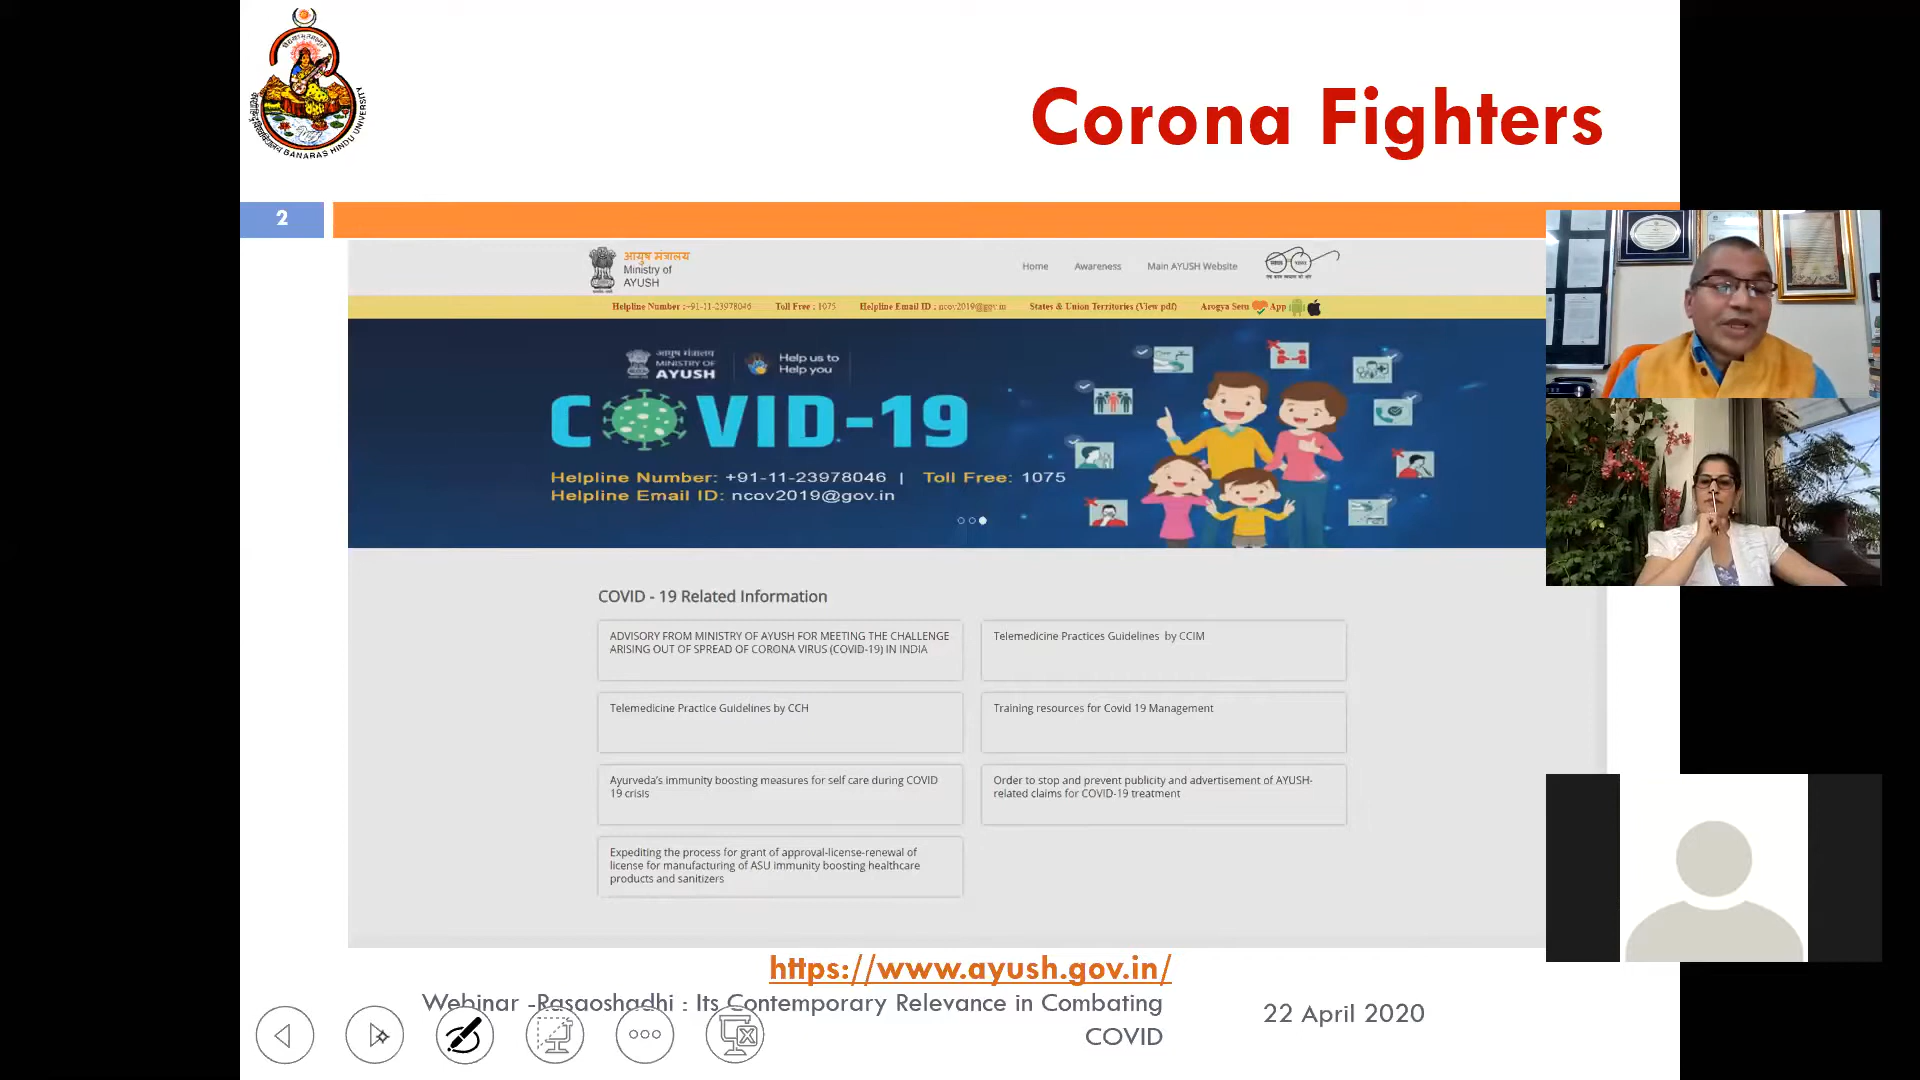 BANARAS HINDU UNIVERSITY
Corona Fighters
2
आयुष मंत्रालय
Ministry of
AYUSH
Home
Awareness
Main AYUSH Website
Helpline Number : +91-11-23978046
Toll Free : 1075
Helpline Email ID : ncov2019@gov.in
States & Union Territories (View pdf)
Arogya Setu App
आयुष मंत्रालय
MINISTRY OF
AYUSH
Help us to
Help you
COVID-19
Helpline Number: +91-11-23978046 | Toll Free: 1075
Helpline Email ID: ncov2019@gov.in
COVID - 19 Related Information
ADVISORY FROM MINISTRY OF AYUSH FOR MEETING THE CHALLENGE
ARISING OUT OF SPREAD OF CORONA VIRUS (COVID-19) IN INDIA
Telemedicine Practices Guidelines by CCIM
Telemedicine Practice Guidelines by CCH
Training resources for Covid 19 Management
Ayurveda's immunity boosting measures for self care during COVID
19 crisis
Order to stop and prevent publicity and advertisement of AYUSH-
related claims for COVID-19 treatment
Expediting the process for grant of approval-license-renewal of
license for manufacturing of ASU immunity boosting healthcare
products and sanitizers
https://www.ayush.gov.in/
Webinar -Rasaoshadhi : Its Contemporary Relevance in Combating
COVID
22 April 2020